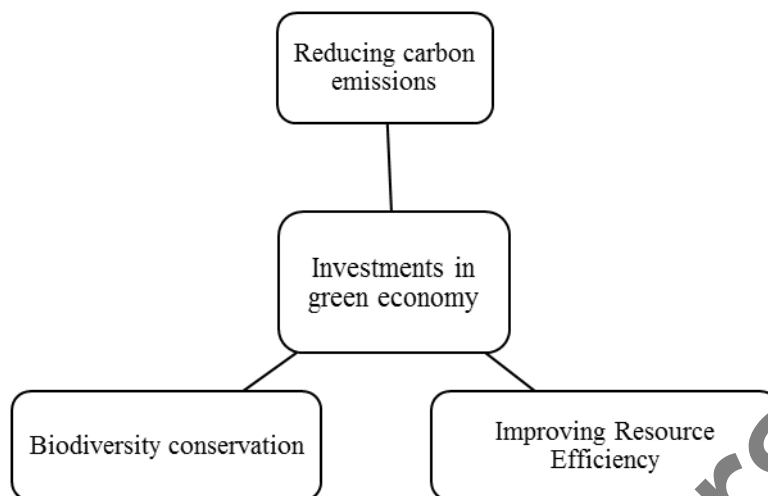 Reducing carbon
emissions
Investments in
green economy
Biodiversity conservation
Improving Resource
Efficiency